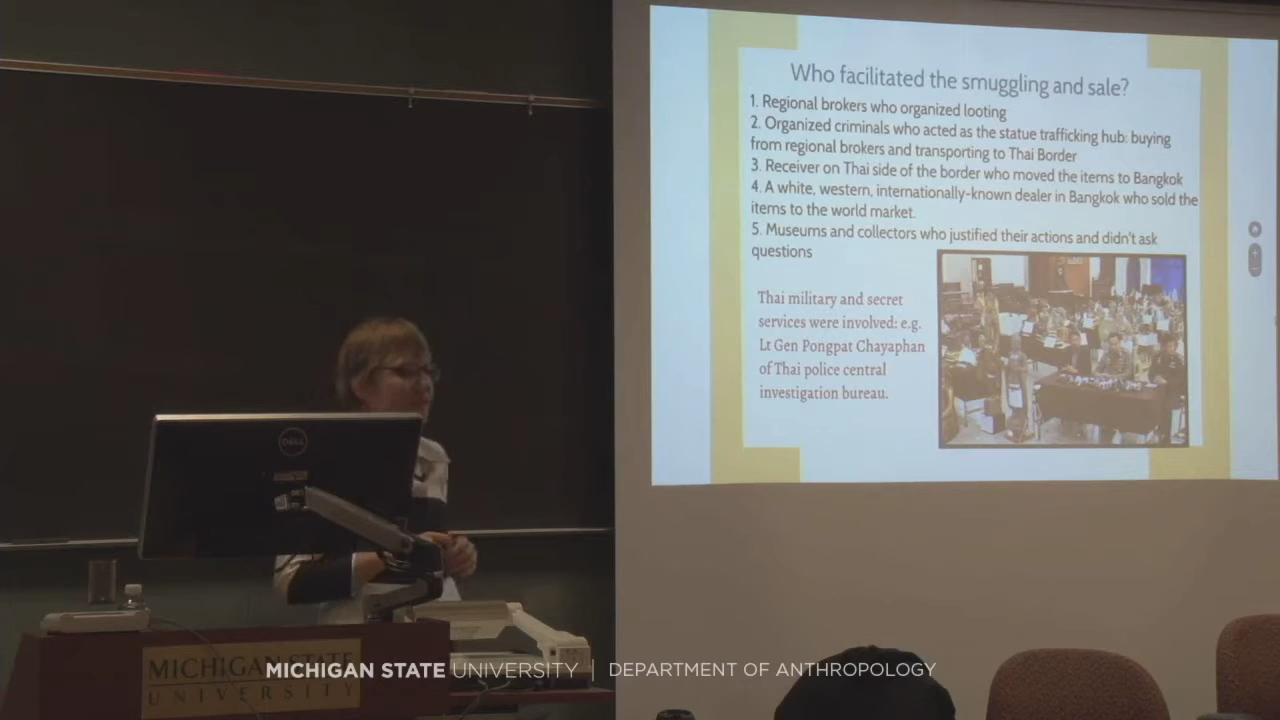 Who facilitated the smuggling and sale?
1. Regional brokers who organized looting
2. Organized criminals who acted as the statue trafficking hub: buying
from regional brokers and transporting to Thai Border
3. Receiver on Thai side of the border who moved the items to Bangkok
4. A white, western, internationally-known dealer in Bangkok who sold the
items to the world market.
5. Museums and collectors who justified their actions and didn't ask
questions
Thai military and secret
services were involved: e.g.
Lt Gen Pongpat Chayaphan
of Thai police central
investigation bureau.
DELL
MICHIGAN STATE
UNIVERSITY
MICHIGAN STATE UNIVERSITY | DEPARTMENT OF ANTHROPOLOGY